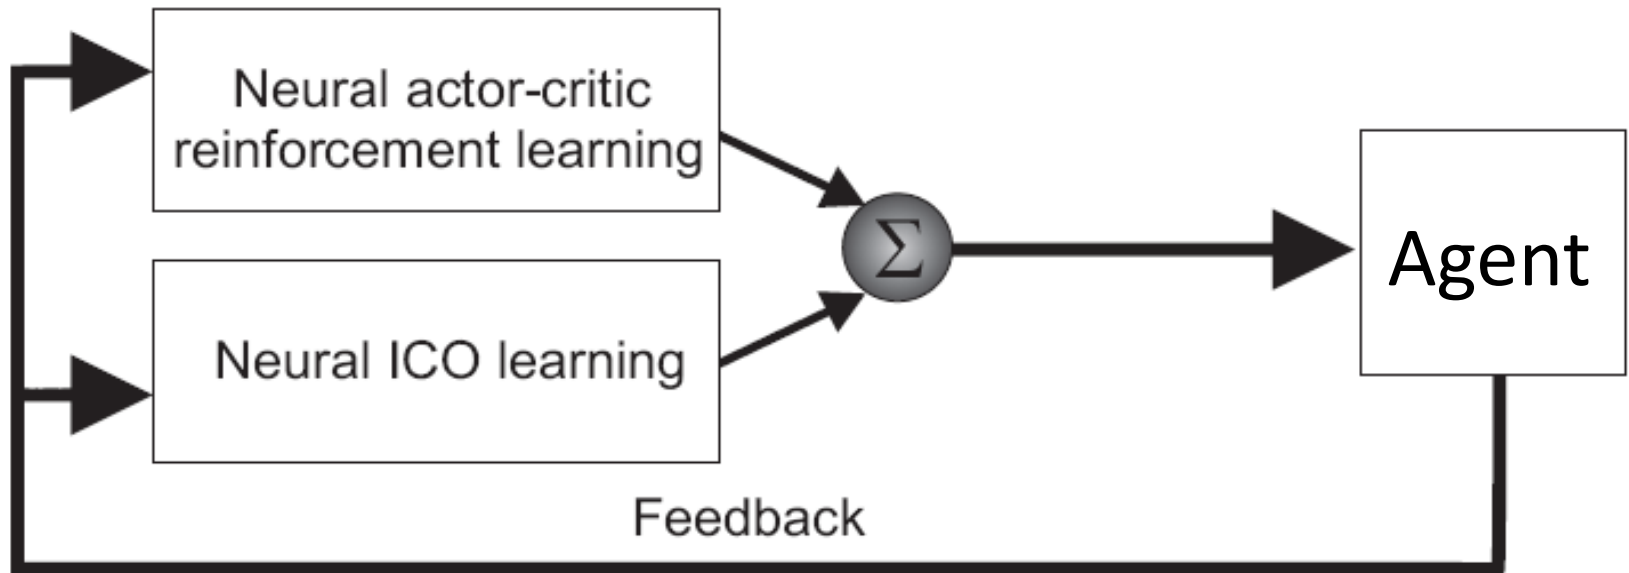 Neural actor-critic
reinforcement learning
Σ
Agent
Neural ICO learning
Feedback